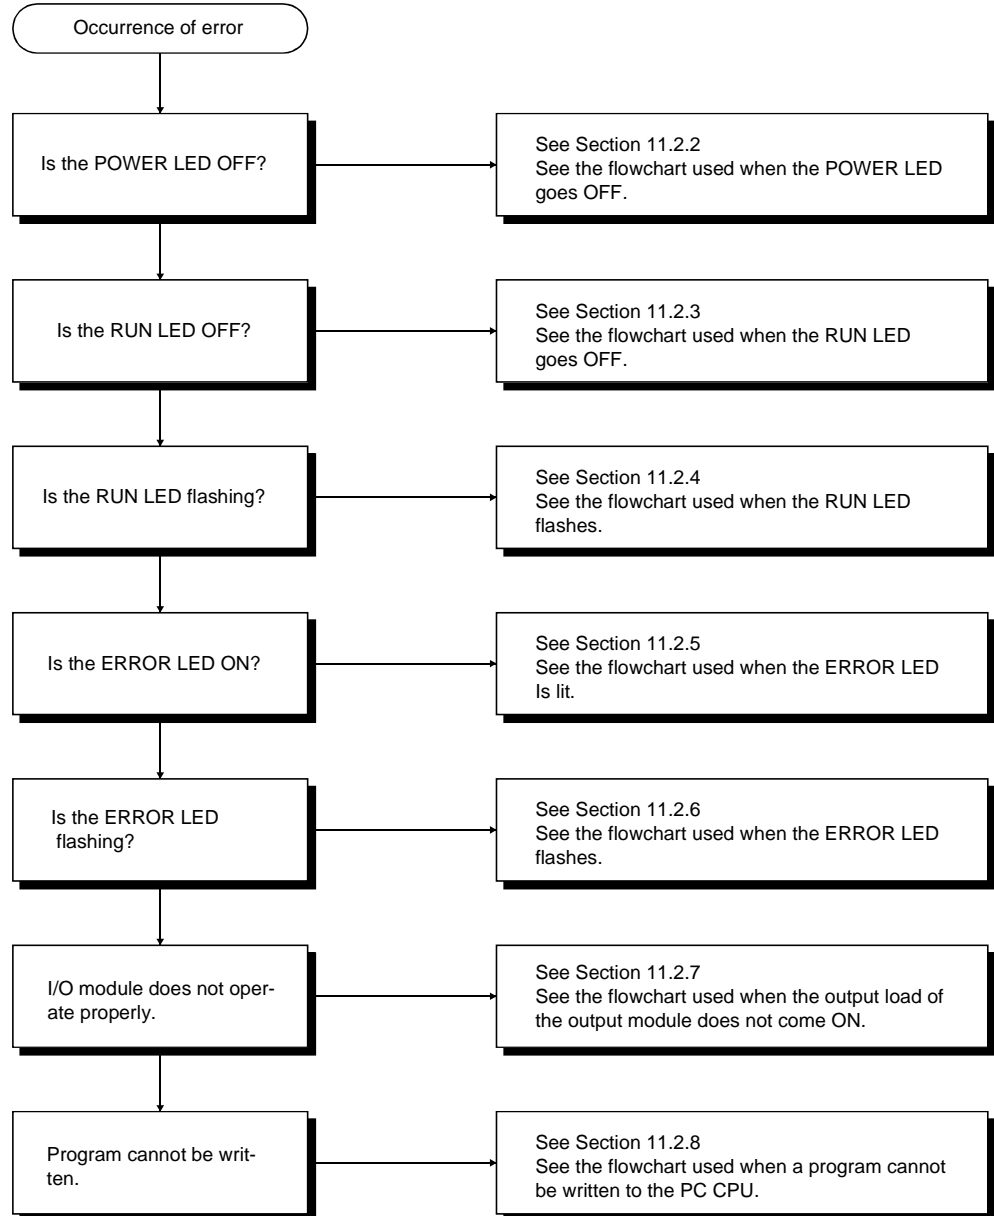 Occurrence of error
Is the POWER LED OFF?
See Section 11.2.2
See the flowchart used when the POWER LED
goes OFF.
Is the RUN LED OFF?
See Section 11.2.3
See the flowchart used when the RUN LED
goes OFF.
Is the RUN LED flashing?
See Section 11.2.4
See the flowchart used when the RUN LED
flashes.
Is the ERROR LED ON?
See Section 11.2.5
See the flowchart used when the ERROR LED
Is lit.
Is the ERROR LED
flashing?
See Section 11.2.6
See the flowchart used when the ERROR LED
flashes.
I/O module does not oper-
ate properly.
See Section 11.2.7
See the flowchart used when the output load of
the output module does not come ON.
Program cannot be writ-
ten.
See Section 11.2.8
See the flowchart used when a program cannot
be written to the PC CPU.